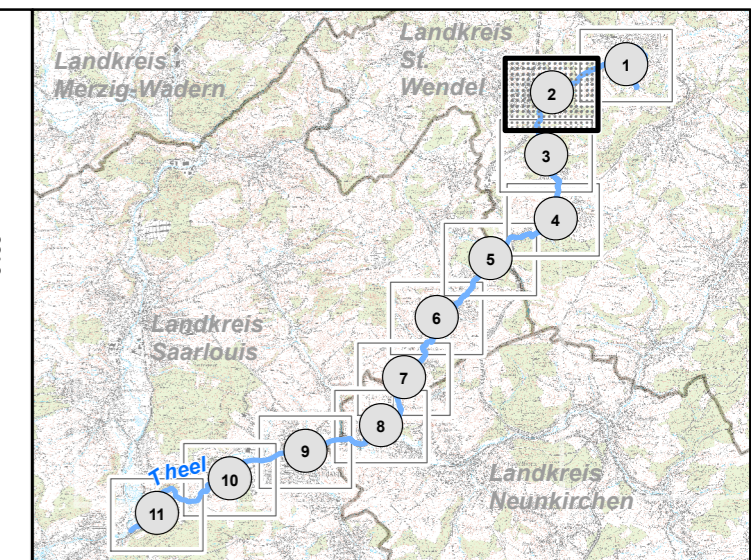 Landkreis
Merzig-Wadern
Landkreis
St.
Wendel
1
2
3
4
5
6
7
8
9
10
11
Landkreis
Saarlouis
Theel
Landkreis
Neunkirchen